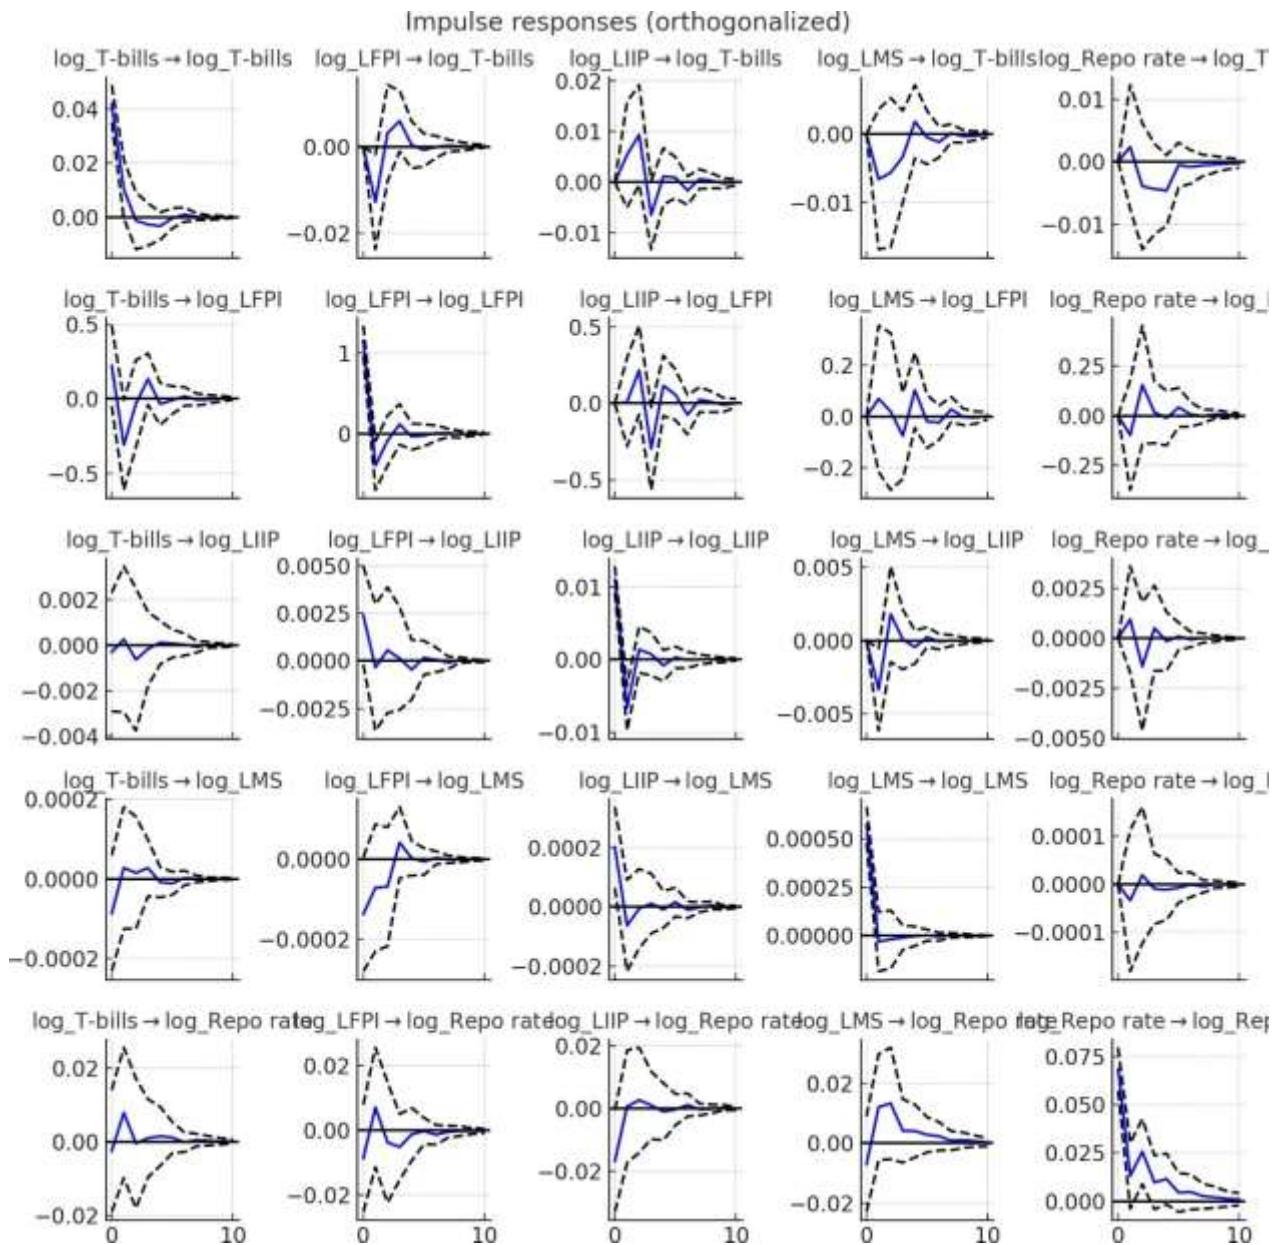 Impulse responses (orthogonalized)
log_T-bills→log_T-bills log_LFPI→log_T-bills log_LIIP→log_T-bills log_LMS→log_T-bills log_Repo rate→log_T
0.04 0.02 0.00
0.00 −0.02
0.02 0.01 0.00 −0.01
0.00 −0.01
0.01 0.00 −0.01
log_T-bills→log_LFPI log_LFPI→log_LFPI log_LIIP→log_LFPI log_LMS→log_LFPI log_Repo rate→log_
0.5 0.0 −0.5
1 0
0.5 0.0 −0.5
0.2 0.0 −0.2
0.25 0.00 −0.25
log_T-bills→log_LIIP log_LFPI→log_LIIP log_LIIP→log_LIIP log_LMS→log_LIIP log_Repo rate→log_
0.002 0.000 −0.002 −0.004
0.0050 0.0025 0.0000 −0.0025
0.01 0.00 −0.01
0.005 0.000 −0.005
0.0025 0.0000 −0.0025 −0.0050
log_T-bills→log_LMS log_LFPI→log_LMS log_LIIP→log_LMS log_LMS→log_LMS log_Repo rate→log_
0.0002 0.0000 −0.0002
0.0000 −0.0002
0.0002 0.0000 −0.0002
0.00050 0.00025 0.00000
0.0001 0.0000 −0.0001
log_T-bills→log_Repo rate log_LFPI→log_Repo rate log_LIIP→log_Repo rate log_LMS→log_Repo rate log_Repo rate→log_Rep
0.02 0.00 −0.02
0.02 0.00 −0.02
0.02 0.00 −0.02
0.02 0.00 −0.02
0.075 0.050 0.025 0.000
0 10 0 10 0 10 0 10 0 10